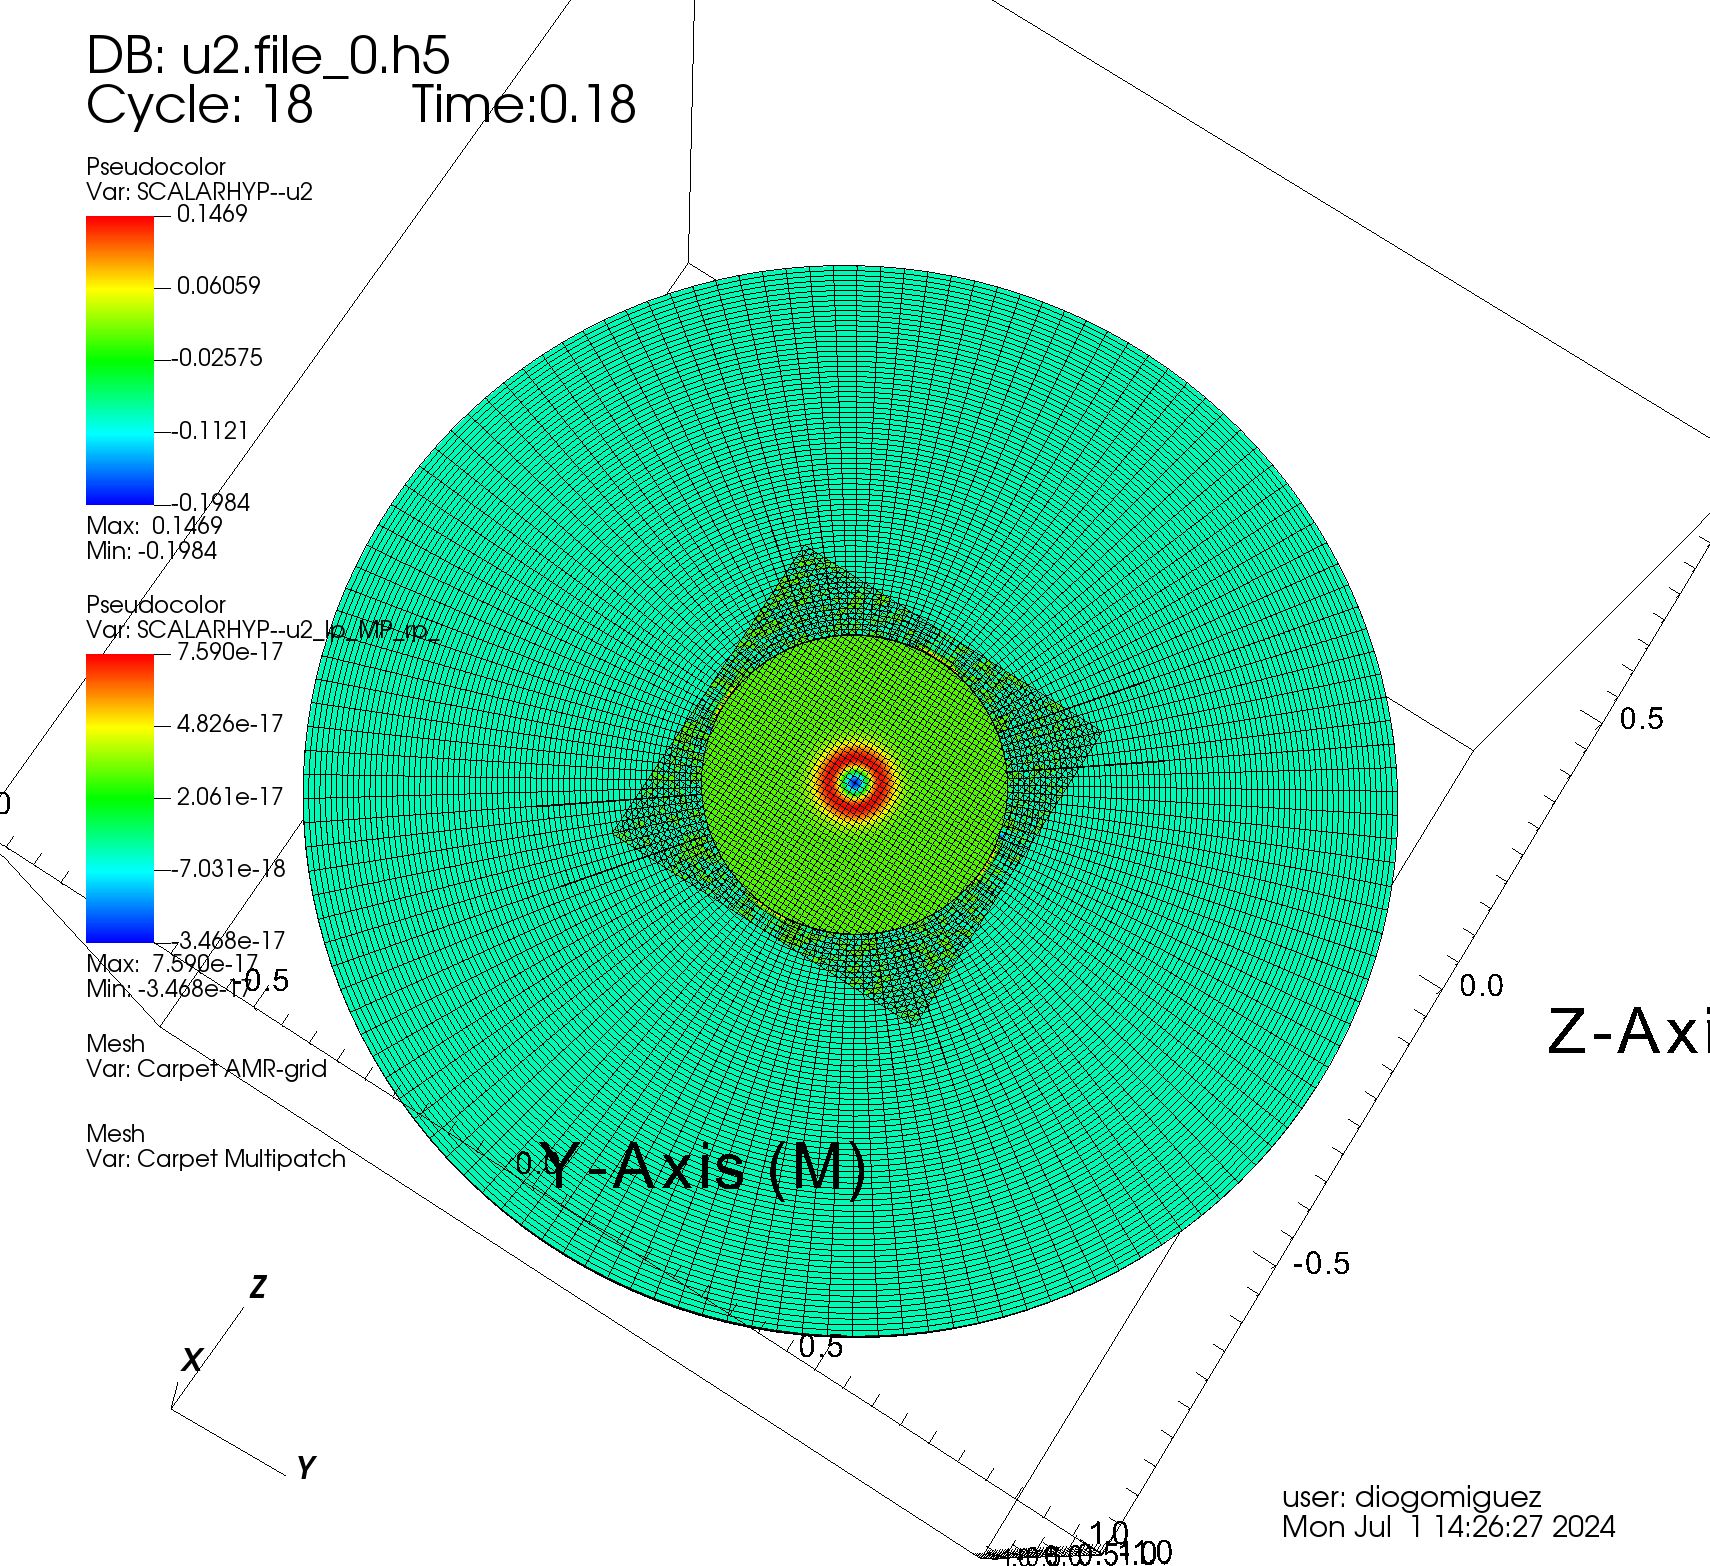 DB: u2.file_0.h5
Cycle: 18 Time:0.18
Pseudocolor
Var: SCALARHYP--u2
0.1469
0.06059
-0.02575
-0.1121
-0.1984
Max: 0.1469
Min: -0.1984
Pseudocolor
Var: SCALARHYP--u2_lp_MP_rp_
7.590e-17
4.826e-17
2.061e-17
-7.031e-18
-3.468e-17
Max: 7.590e-17
Min: -3.468e-17
Mesh
Var: Carpet AMR-grid
Mesh
Var: Carpet Multipatch
-0.5
0.0
Y-Axis (M)
0.5
1.0
0.5
0.0
Z-Axi
-0.5
Z
X
Y
user: diogomiguez
Mon Jul 1 14:26:27 2024